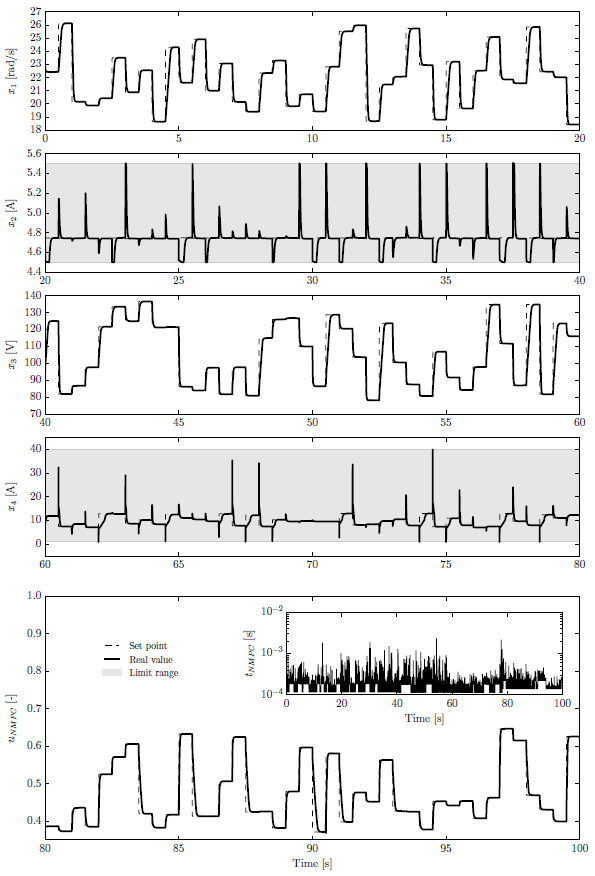 27
26
25
24
23
22
21
20
19
18
x1 [rad/s]
0 5 10 15 20
5.6
5.4
5.2
5.0
4.8
4.6
4.4
x2 [A]
20 25 30 35 40
140
130
120
110
100
90
80
70
x3 [V]
40 45 50 55 60
40
30
20
10
0
x4 [A]
60 65 70 75 80
1.0
0.9
0.8
0.7
0.6
0.5
0.4
uNMPC [-]
Set point
Real value
Limit range
10−2
10−3
10−4
tNMPC [s]
0 20 40 60 80 100
Time [s]
80 85 90 95 100
Time [s]